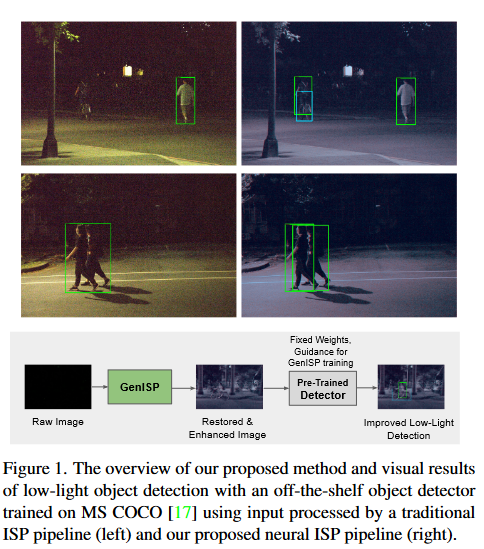 Fixed Weights,
Guidance for
GenISP training
GenISP
Pre-Trained
Detector
Raw Image
Restored &
Enhanced Image
Improved Low-Light
Detection
Figure 1. The overview of our proposed method and visual results
of low-light object detection with an off-the-shelf object detector
trained on MS COCO [17] using input processed by a traditional
ISP pipeline (left) and our proposed neural ISP pipeline (right).